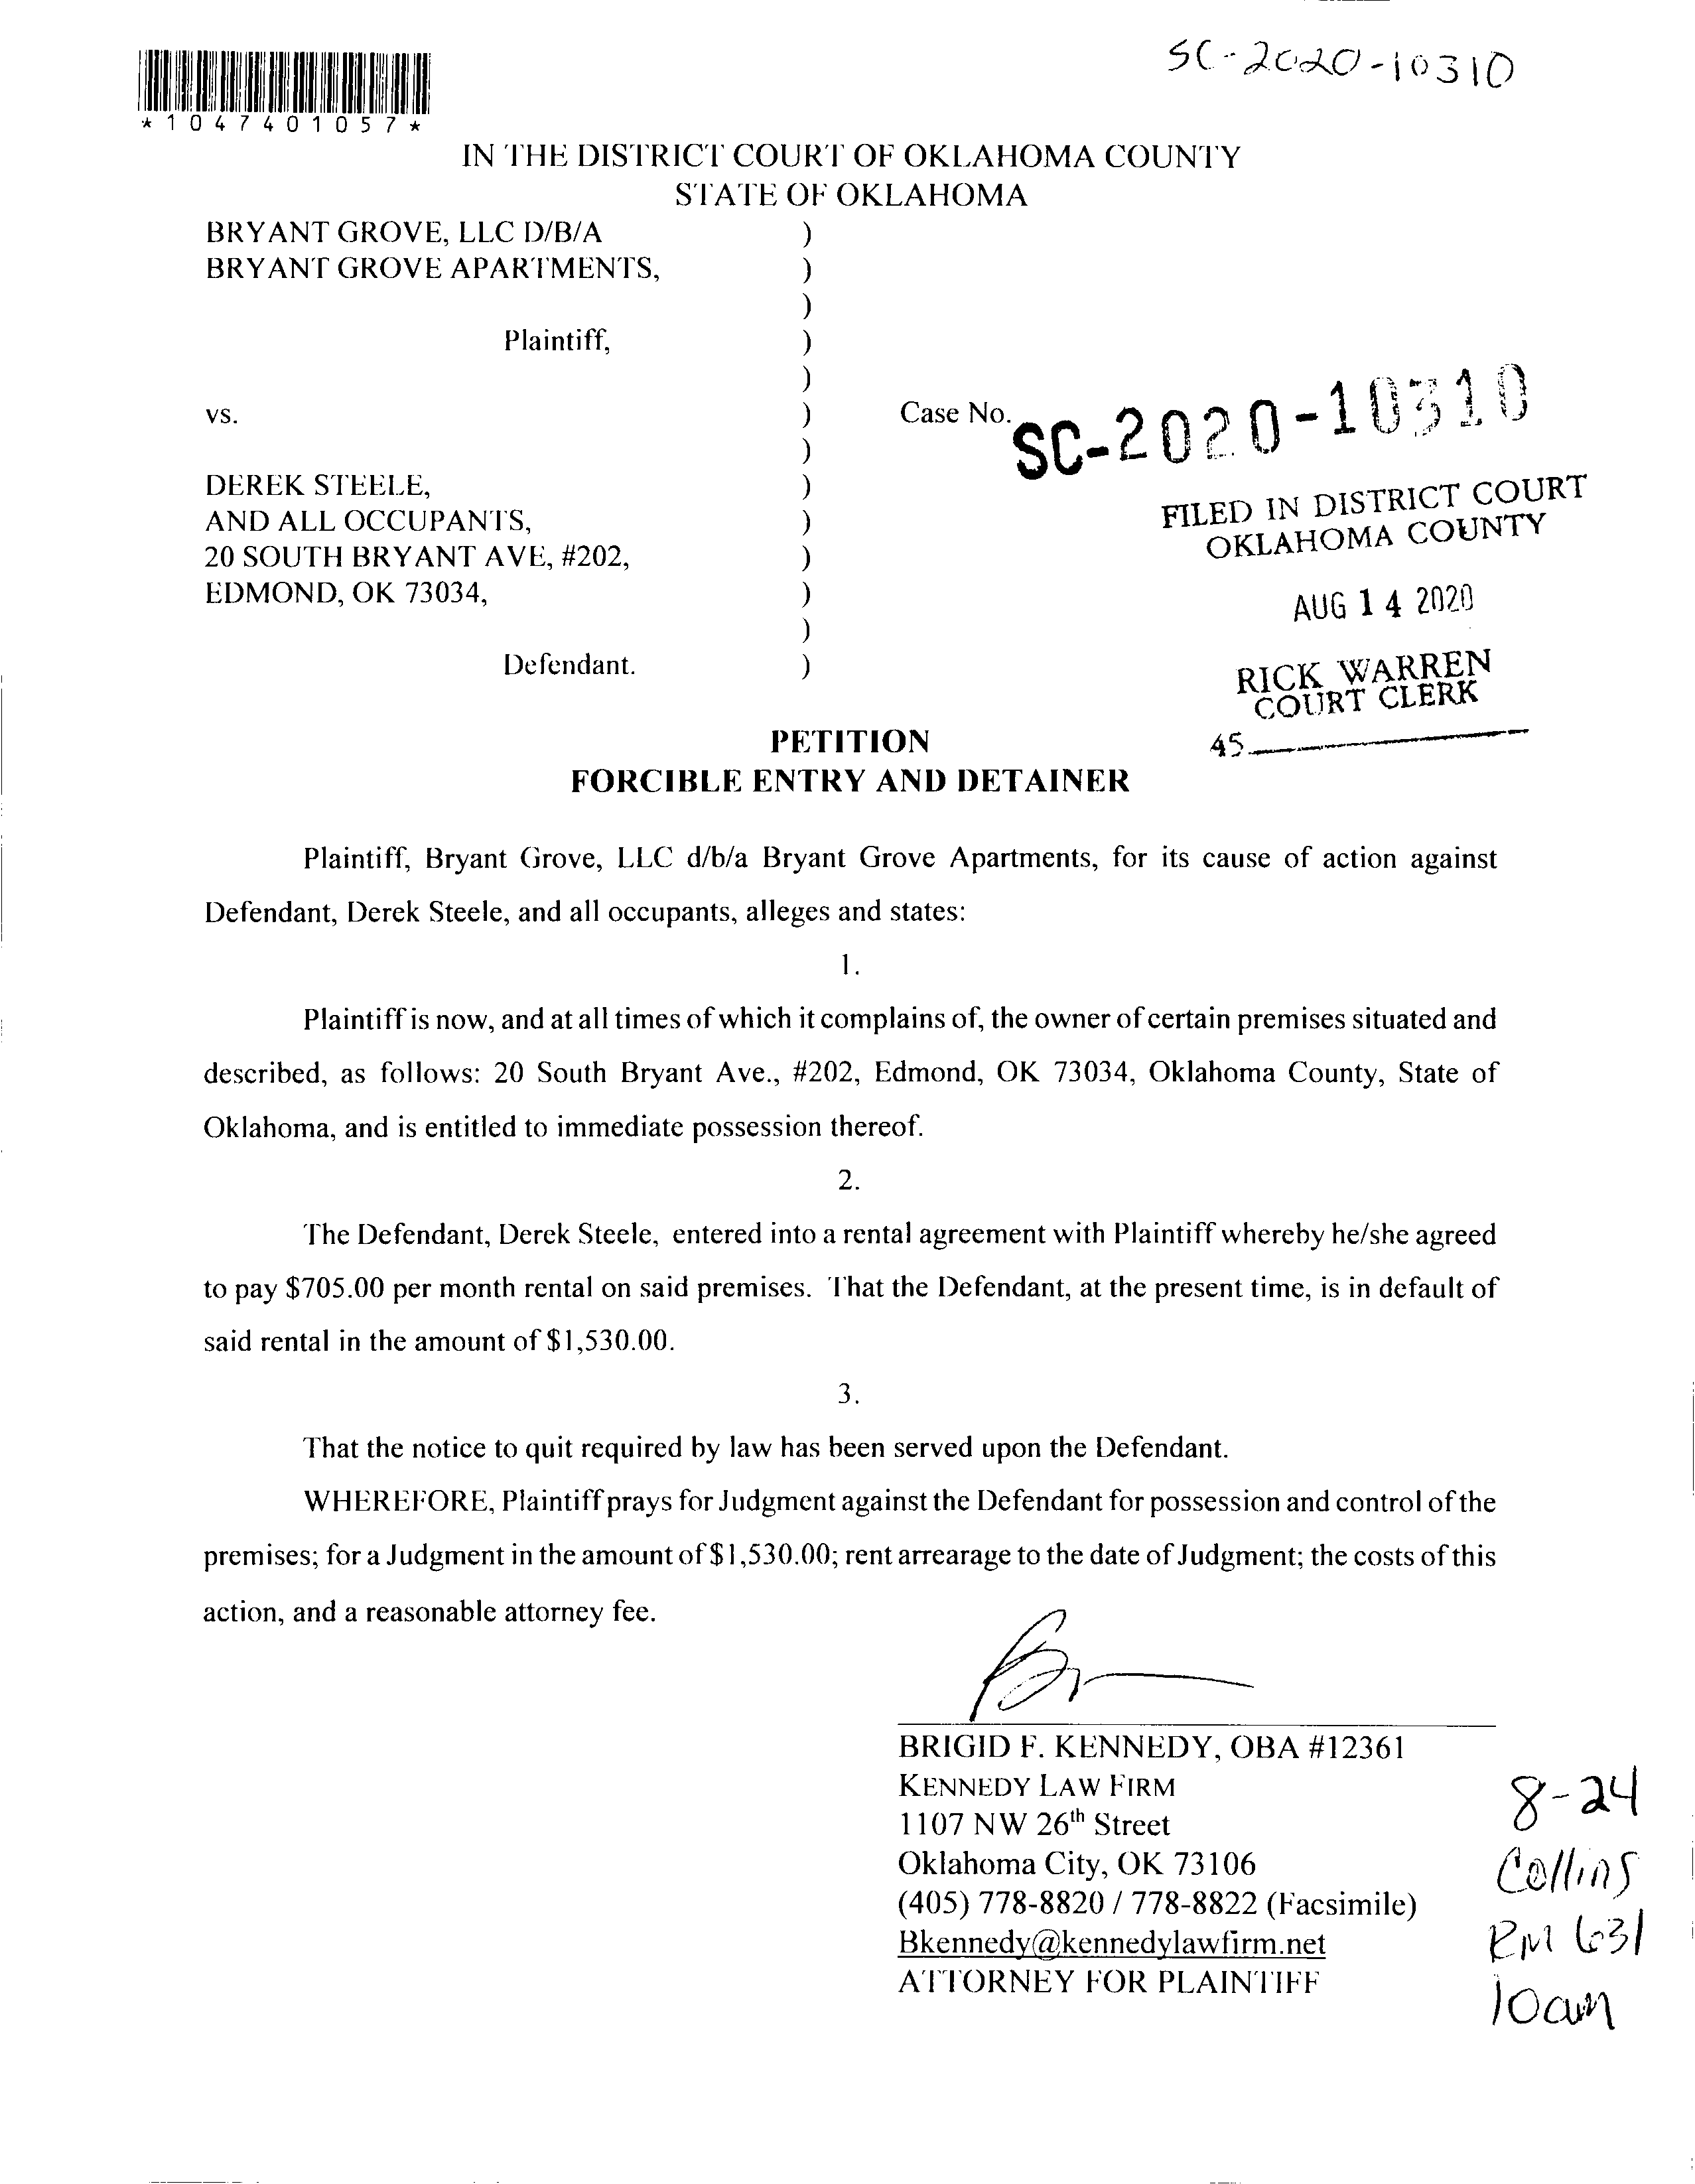 SC-2020-10310
*1047401057*
IN THE DISTRICT COURT OF OKLAHOMA COUNTY
STATE OF OKLAHOMA
BRYANT GROVE, LLC D/B/A )
BRYANT GROVE APARTMENTS, )
)
Plaintiff, )
)
vs. ) Case No. SC-2020-10310
)
DEREK STEELE, )
AND ALL OCCUPANTS, )
20 SOUTH BRYANT AVE, #202, )
EDMOND, OK 73034, )
)
Defendant. )
FILED IN DISTRICT COURT
OKLAHOMA COUNTY
AUG 14 2020
RICK WARREN
COURT CLERK
45
PETITION
FORCIBLE ENTRY AND DETAINER
Plaintiff, Bryant Grove, LLC d/b/a Bryant Grove Apartments, for its cause of action against
Defendant, Derek Steele, and all occupants, alleges and states:
1.
Plaintiff is now, and at all times of which it complains of, the owner of certain premises situated and
described, as follows: 20 South Bryant Ave., #202, Edmond, OK 73034, Oklahoma County, State of
Oklahoma, and is entitled to immediate possession thereof.
2.
The Defendant, Derek Steele, entered into a rental agreement with Plaintiff whereby he/she agreed
to pay $705.00 per month rental on said premises. That the Defendant, at the present time, is in default of
said rental in the amount of $1,530.00.
3.
That the notice to quit required by law has been served upon the Defendant.
WHEREFORE, Plaintiff prays for Judgment against the Defendant for possession and control of the
premises; for a Judgment in the amount of $1,530.00; rent arrearage to the date of Judgment; the costs of this
action, and a reasonable attorney fee.
BRIGID F. KENNEDY, OBA #12361
KENNEDY LAW FIRM
1107 NW 26th Street
Oklahoma City, OK 73106
(405) 778-8820 / 778-8822 (Facsimile)
Bkennedy@kennedylawfirm.net
ATTORNEY FOR PLAINTIFF
8-24
Collins
RM 631
10am